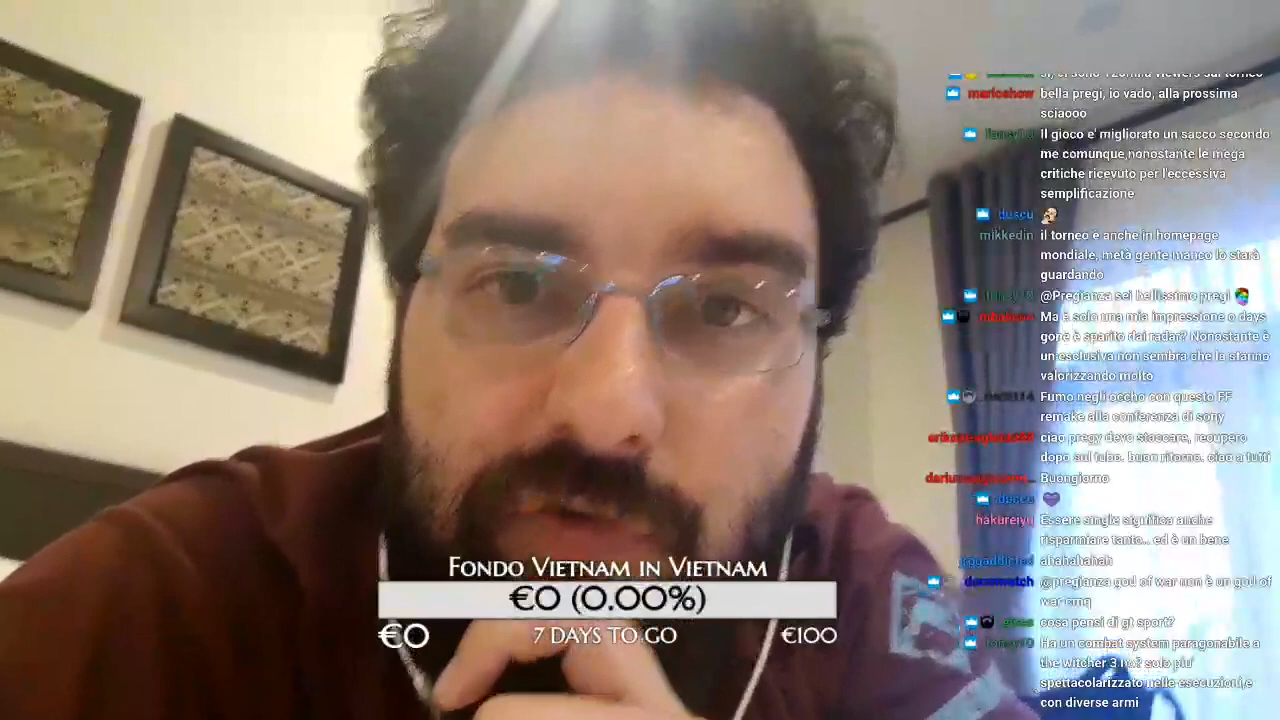 bella pregi, io vado, alla prossima
sciaooo
Il gioco e' migliorato un sacco secondo
me comunque,nonostante le mega
critiche ricevuto per l'eccessiva
semplificazione
duscu
mikkedin il torneo è anche in homepage
mondiale, metà gente manco lo starà
guardando
@Pregianza sei bellissimo pregi
Ma è solo una mia impressione o days
gone è sparito dal radar? Nonostante è
un'esclusiva non sembra che la stanno
valorizzando molto
Fumo negli occho con questo FF
remake alla conferenza di sony
ciao pregy devo staccare, recupero
dopo sul tubo. buon ritorno. ciao a tutti
Buongiorno
duscu
hakureiyu Essere single significa anche
risparmiare tanto.. ed è un bene
ahahahahah
@pregianza god of war non è un god of
war cmq
cosa pensi di gt sport?
Ha un combat system paragonabile a
the witcher 3 no? solo piu'
spettacolarizzato nelle esecuzioni,e
con diverse armi
Fondo Vietnam in Vietnam
€0 (0.00%)
€0 7 days to go €100